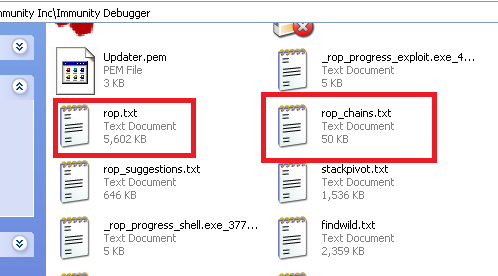 mmunity Inc\Immunity Debugger
Updater.pem
PEM File
3 KB
_rop_progress_exploit.exe_4...
Text Document
5 KB
rop.txt
Text Document
5,602 KB
rop_chains.txt
Text Document
50 KB
rop_suggestions.txt
Text Document
646 KB
stackpivot.txt
Text Document
1,536 KB
_rop_progress_shell.exe_377...
Text Document
5 KB
findwild.txt
Text Document
2,359 KB